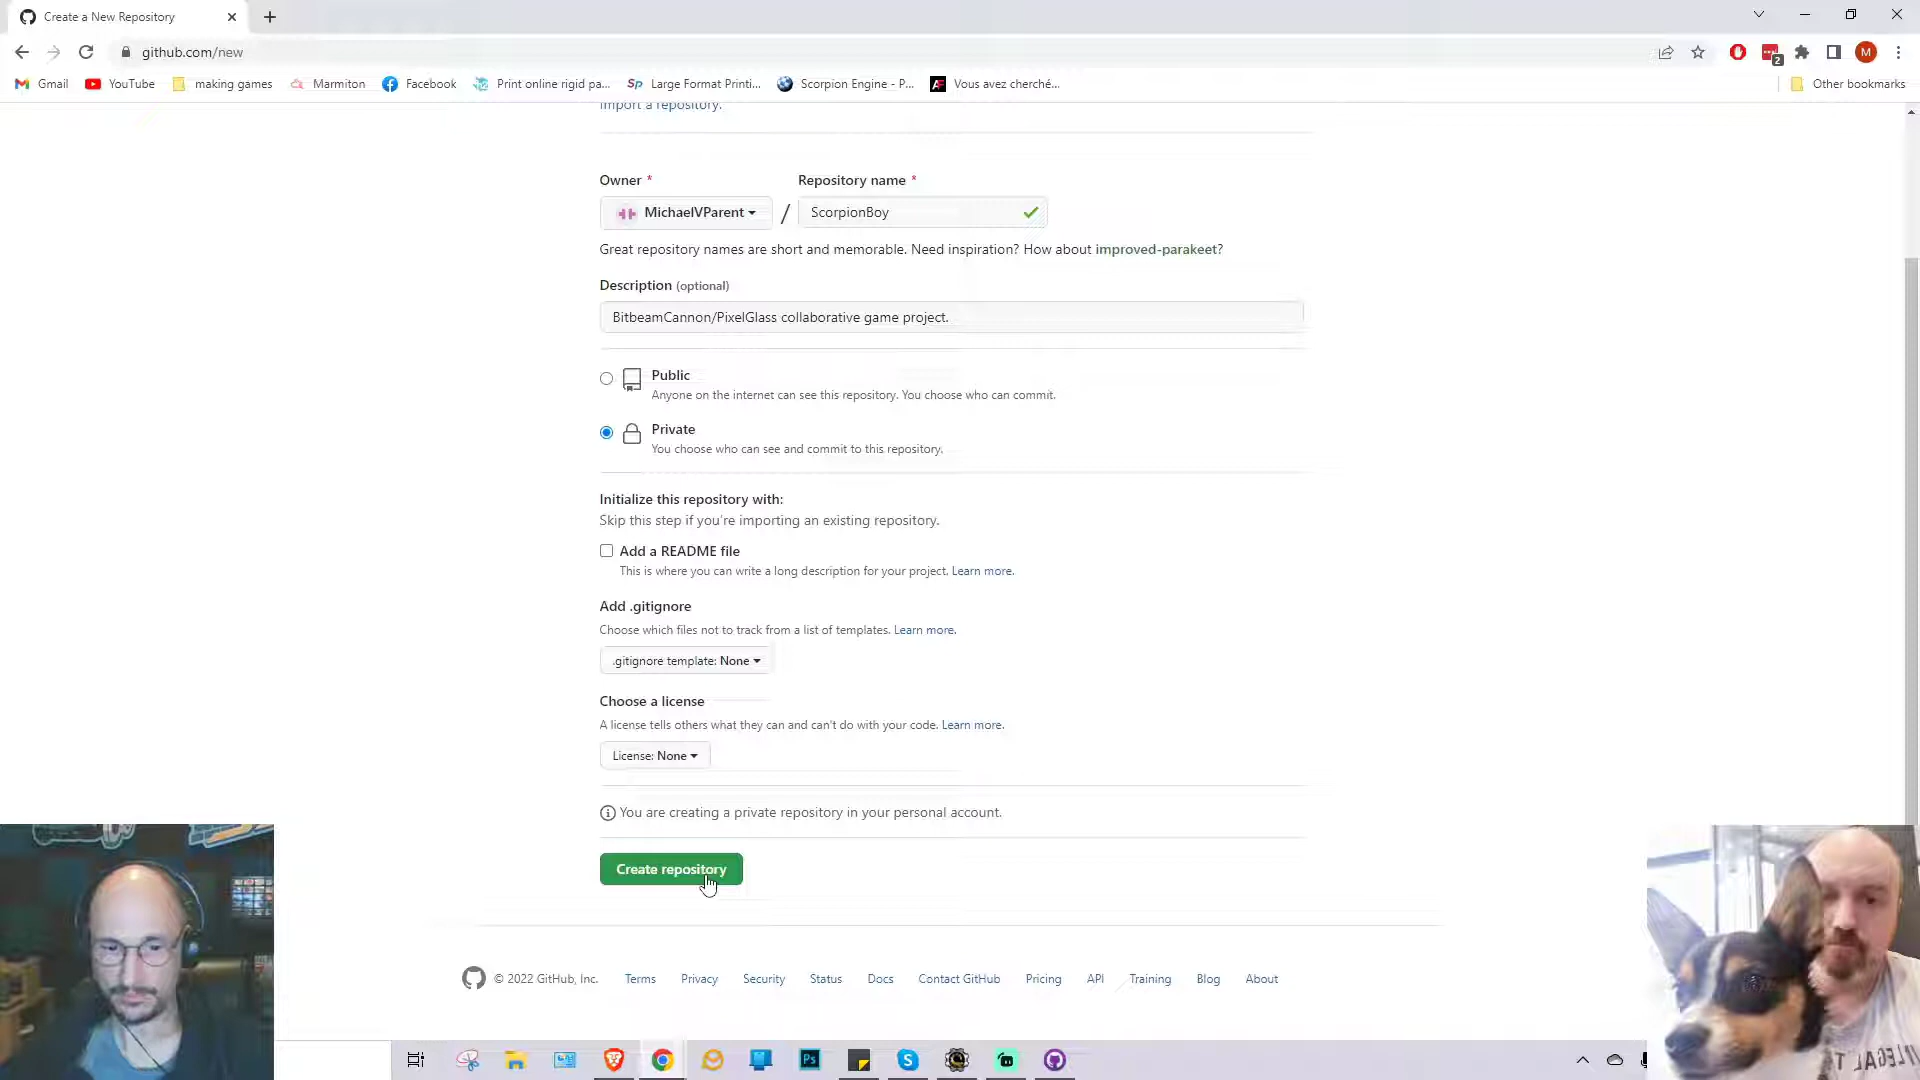 Create a New Repository
github.com/new
M
2
Gmail
YouTube
making games
Marmiton
Facebook
Print online rigid pa...
Sp Large Format Printi...
Scorpion Engine - P...
Vous avez cherché...
Other bookmarks
Import a repository.
Owner *
Repository name *
MichaelVParent
/
ScorpionBoy
Great repository names are short and memorable. Need inspiration? How about improved-parakeet?
Description (optional)
BitbeamCannon/PixelGlass collaborative game project.
Public
Anyone on the internet can see this repository. You choose who can commit.
Private
You choose who can see and commit to this repository.
Initialize this repository with:
Skip this step if you're importing an existing repository.
Add a README file
This is where you can write a long description for your project. Learn more.
Add .gitignore
Choose which files not to track from a list of templates. Learn more.
.gitignore template: None
Choose a license
A license tells others what they can and can't do with your code. Learn more.
License: None
You are creating a private repository in your personal account.
Create repository
© 2022 GitHub, Inc.
Terms
Privacy
Security
Status
Docs
Contact GitHub
Pricing
API
Training
Blog
About
Ps
S